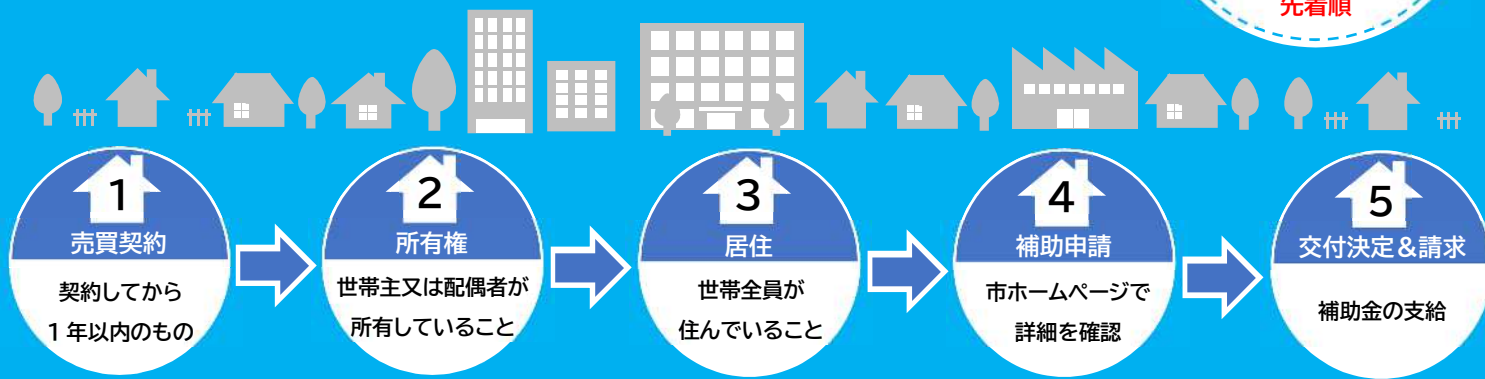 先着順
1
売買契約
契約してから
1年以内のもの
2
所有権
世帯主又は配偶者が
所有していること
3
居住
世帯全員が
住んでいること
4
補助申請
市ホームページで
詳細を確認
5
交付決定&請求
補助金の支給